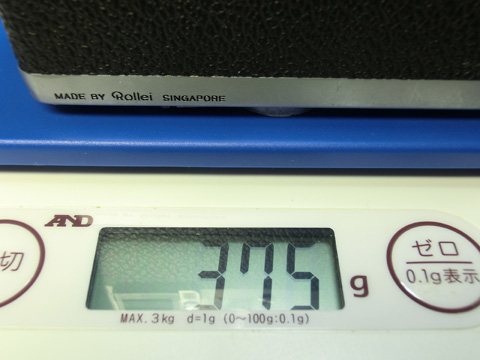 MADE BY Rollei SINGAPORE
AND
切
375 g
ゼロ
0.1g表示
MAX. 3kg d=1g (0~100g:0.1g)